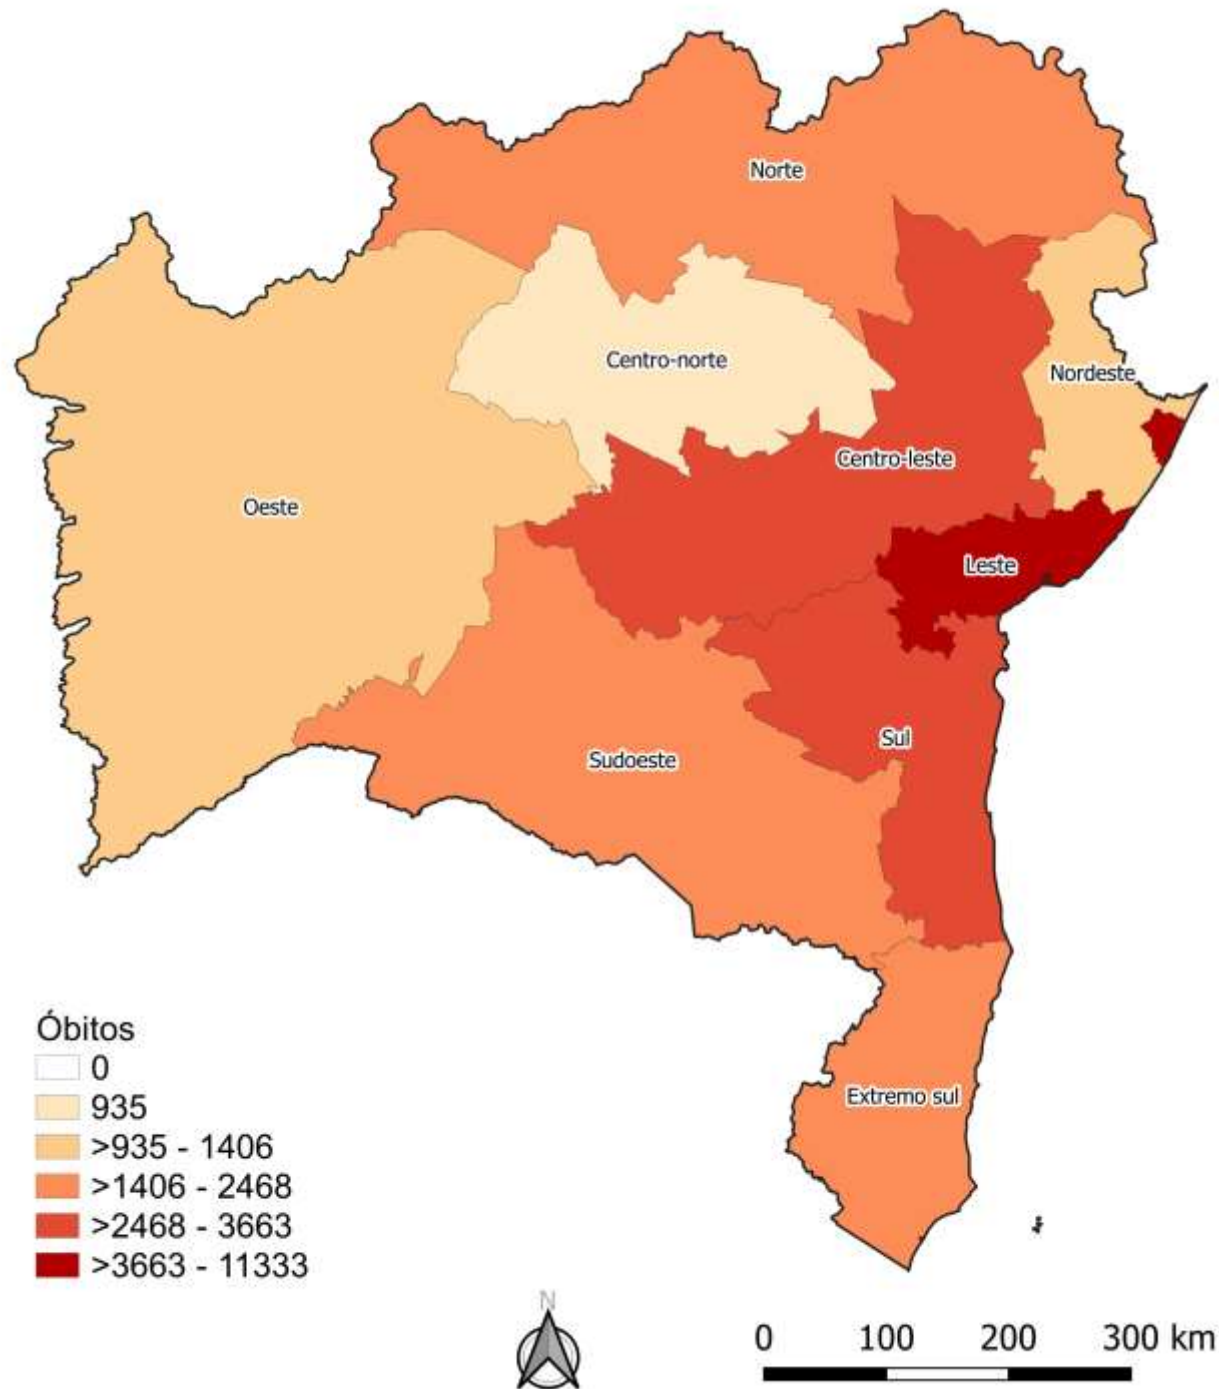 Norte
Centro-norte
Nordeste
Centro-leste
Oeste
Leste
Sul
Sudoeste
Extremo sul
Óbitos
0
935
>935 - 1406
>1406 - 2468
>2468 - 3663
>3663 - 11333
N
0 100 200 300 km